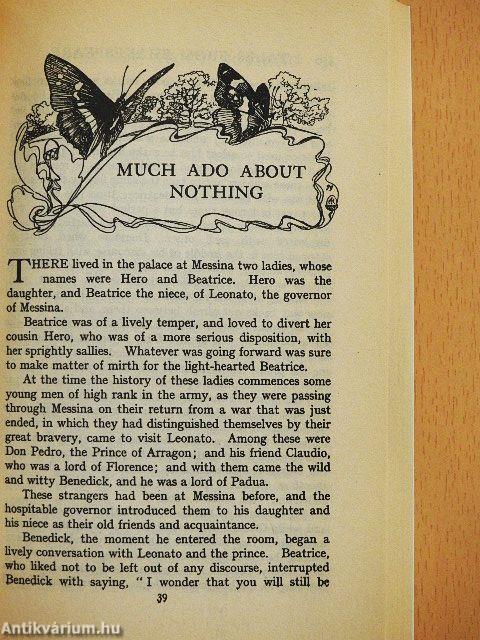 MUCH ADO ABOUT
NOTHING
THERE lived in the palace at Messina two ladies, whose
names were Hero and Beatrice. Hero was the
daughter, and Beatrice the niece, of Leonato, the governor
of Messina.
Beatrice was of a lively temper, and loved to divert her
cousin Hero, who was of a more serious disposition, with
her sprightly sallies. Whatever was going forward was sure
to make matter of mirth for the light-hearted Beatrice.
At the time the history of these ladies commences some
young men of high rank in the army, as they were passing
through Messina on their return from a war that was just
ended, in which they had distinguished themselves by their
great bravery, came to visit Leonato. Among these were
Don Pedro, the Prince of Arragon; and his friend Claudio,
who was a lord of Florence; and with them came the wild
and witty Benedick, and he was a lord of Padua.
These strangers had been at Messina before, and the
hospitable governor introduced them to his daughter and
his niece as their old friends and acquaintance.
Benedick, the moment he entered the room, began a
lively conversation with Leonato and the prince. Beatrice,
who liked not to be left out of any discourse, interrupted
Benedick with saying, "I wonder that you will still be
39
Antikvárium.hu